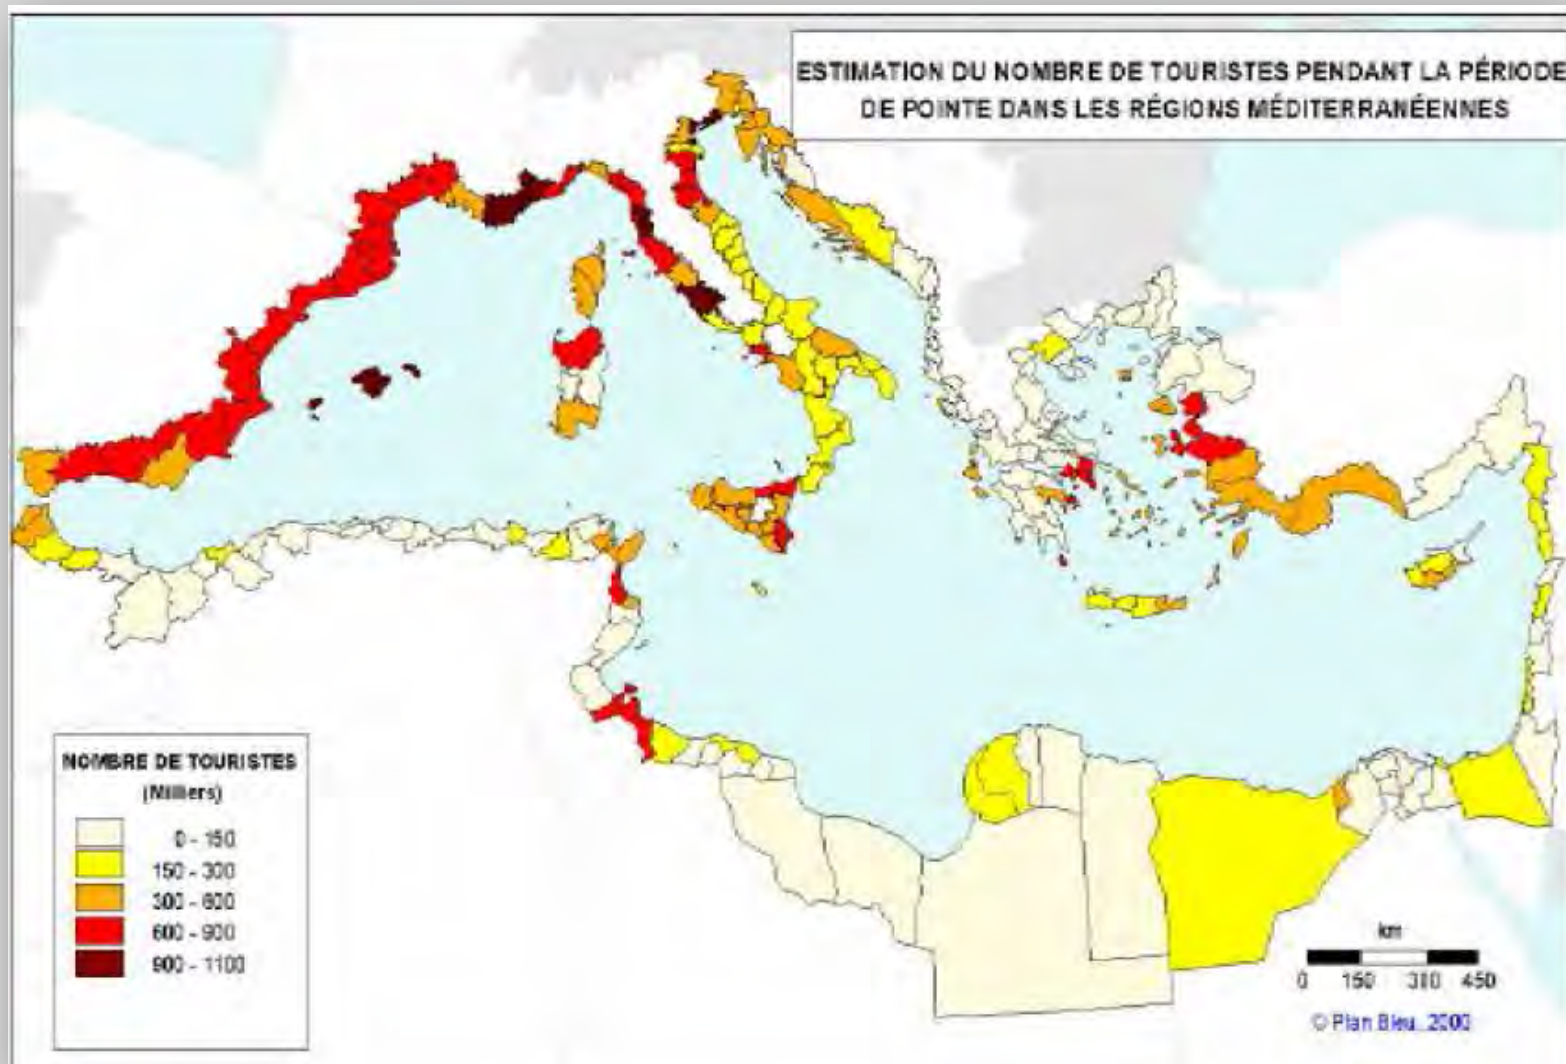 ESTIMATION DU NOMBRE DE TOURISTES PENDANT LA PÉRIODE
DE POINTE DANS LES RÉGIONS MÉDITERRANÉENNES
NOMBRE DE TOURISTES
(Milliers)
0 - 150
150 - 300
300 - 600
600 - 900
900 - 1100
km
0 150 300 450
© Plan Bleu, 2000